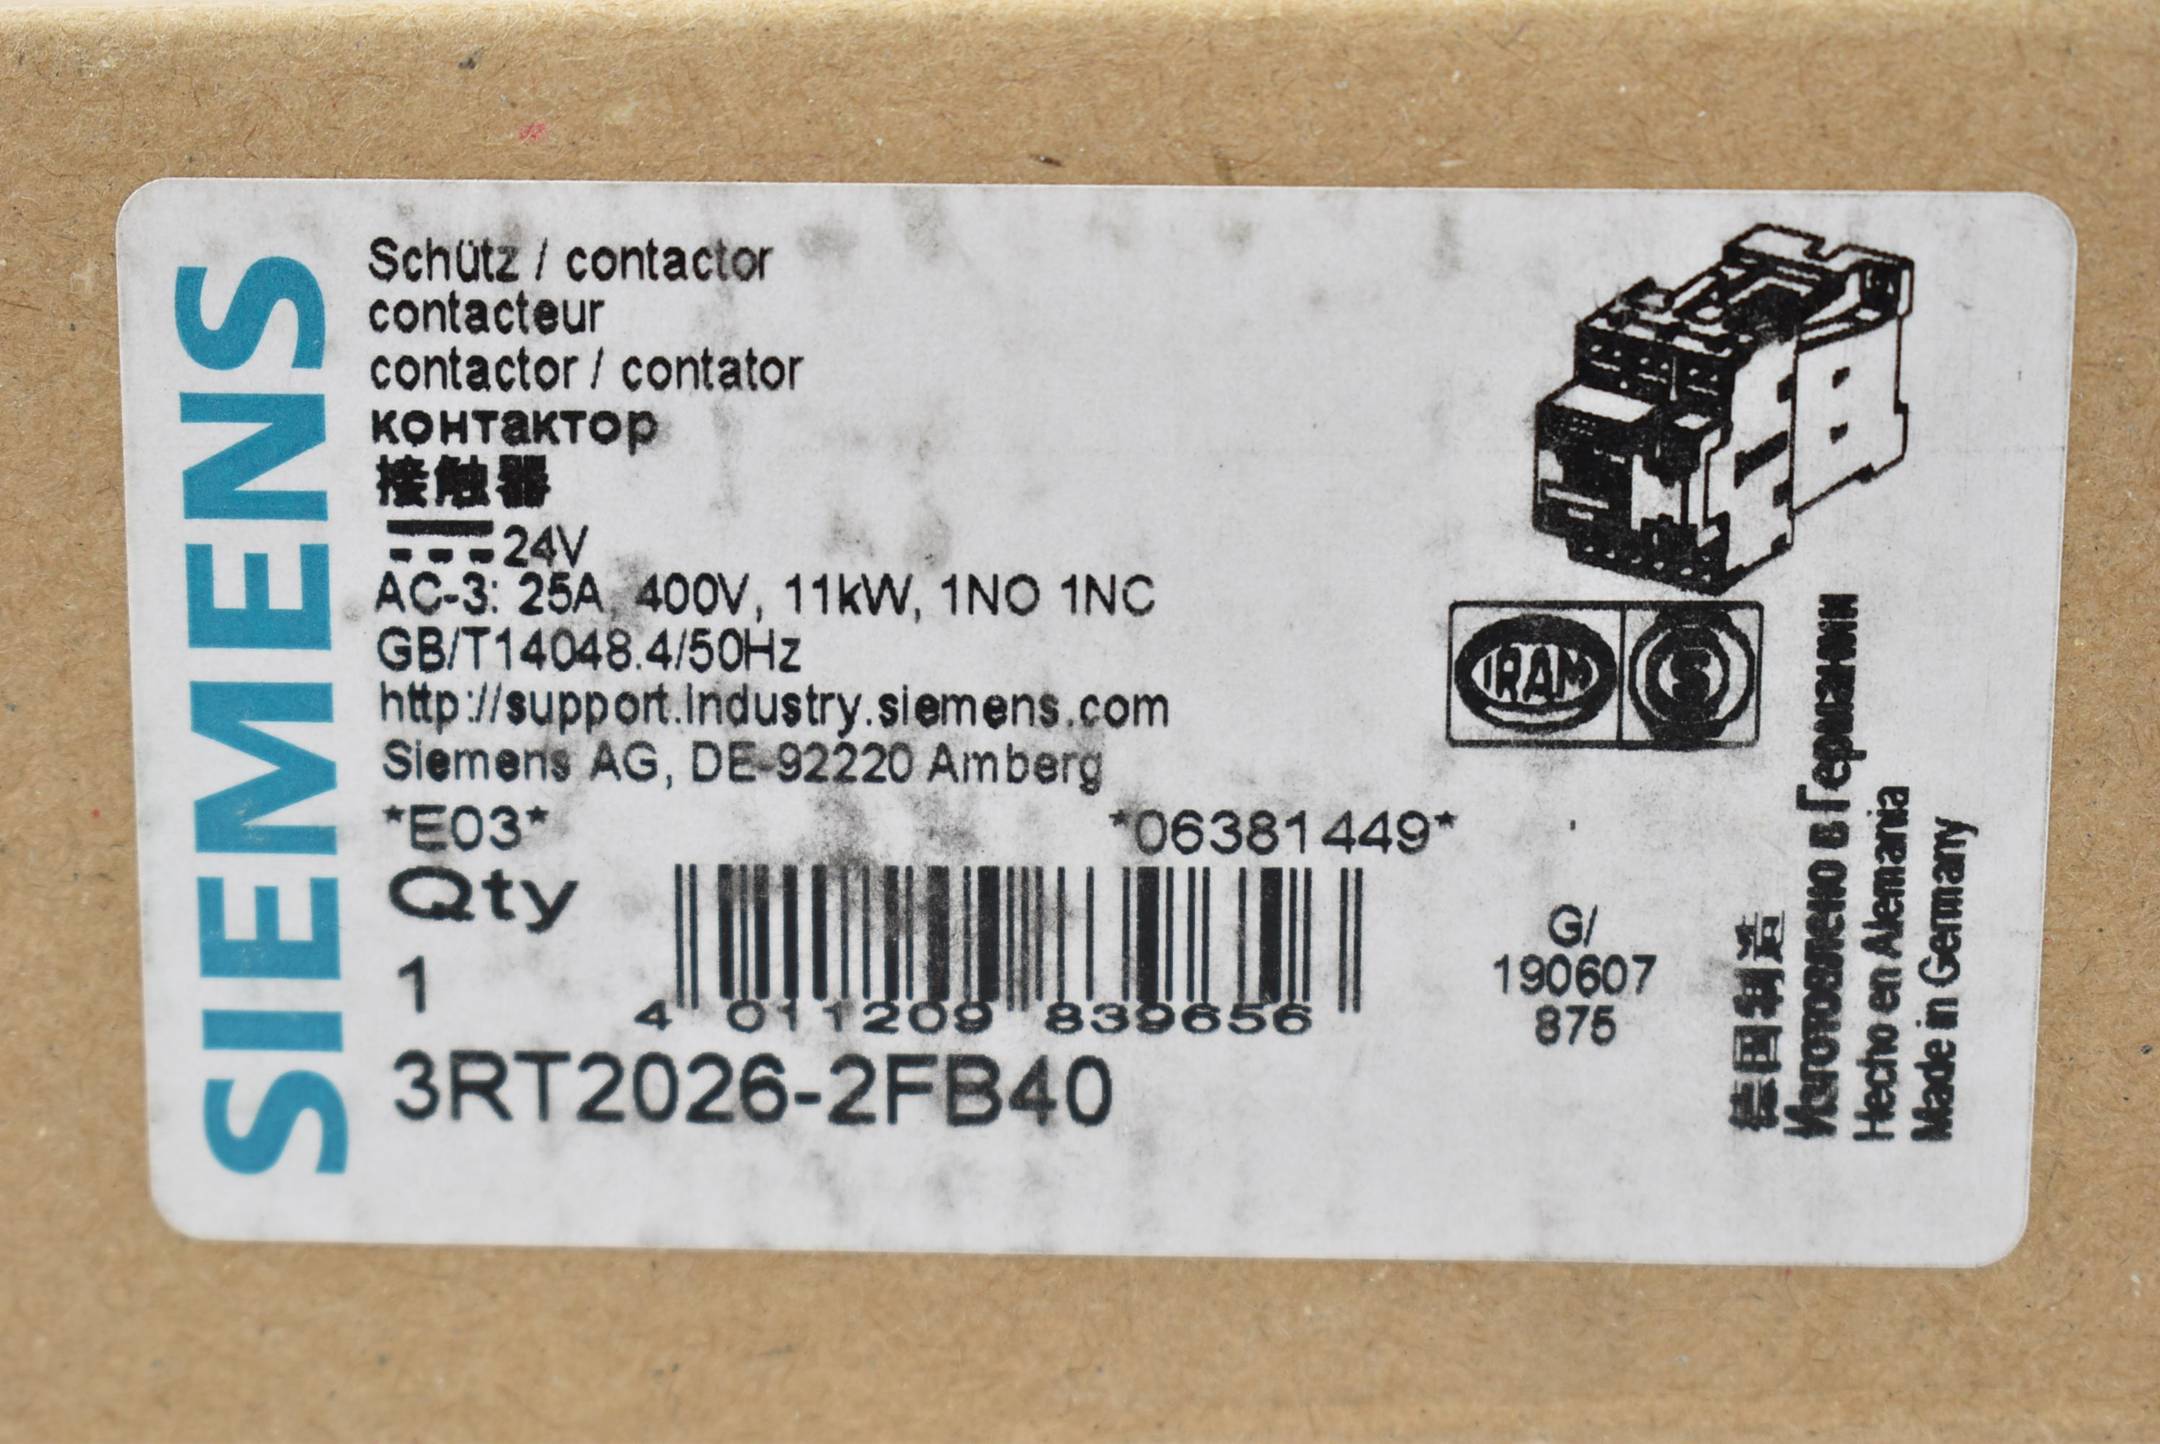 SIEMENS
Schütz / contactor
contacteur
contactor / contator
контактор
接触器
24V
AC-3: 25A, 400V, 11kW, 1NO 1NC
GB/T14048.4/50Hz
http://support.industry.siemens.com
Siemens AG, DE-92220 Amberg
*E03*
*06381449*
Qty
1
4 011209 839656
3RT2026-2FB40
IRAM
S
G/
190607
875
德国制造
Изготовлено в Германии
Hecho en Alemania
Made in Germany